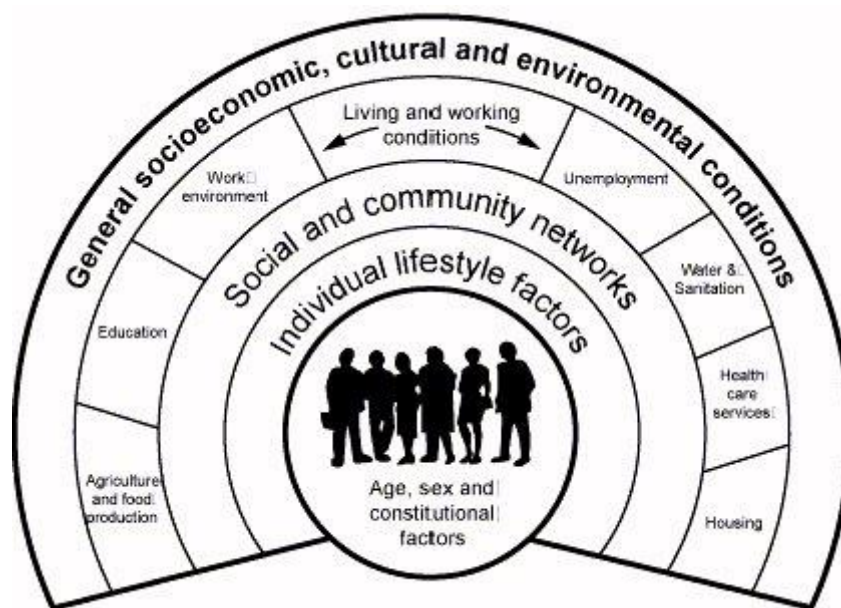 General socioeconomic, cultural and environmental conditions
Living and working
conditions
Work
environment
Unemployment
Education
Water &
Sanitation
Agriculture
and food
production
Health
care
services
Housing
Social and community networks
Individual lifestyle factors
Age, sex and
constitutional
factors